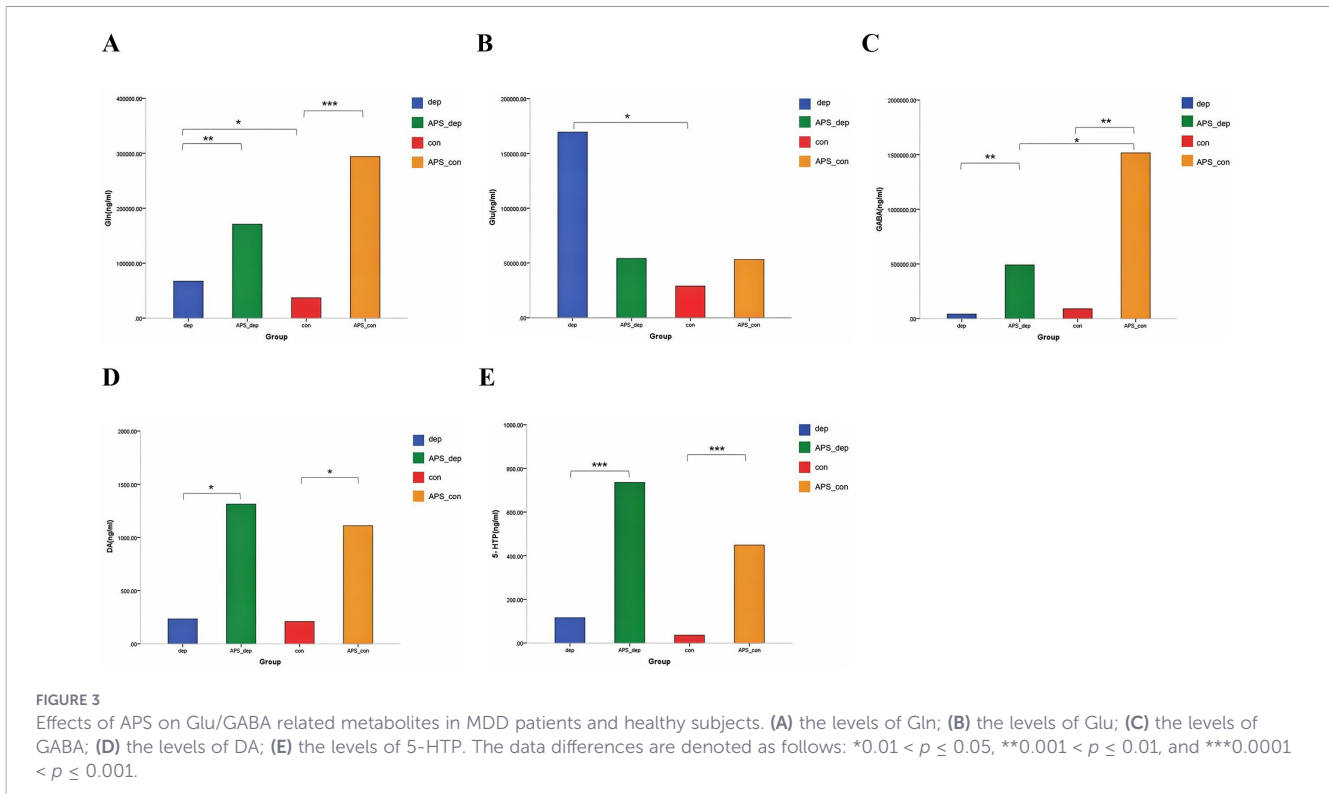 A
400000.00
300000.00
200000.00
100000.00
.00
Gln(ng/ml)
*
**
***
dep
APS_dep
con
APS_con
dep
APS_dep
con
APS_con
Group
B
200000.00
150000.00
100000.00
50000.00
.00
Glu(ng/ml)
*
dep
APS_dep
con
APS_con
dep
APS_dep
con
APS_con
Group
C
2000000.00
1500000.00
1000000.00
500000.00
.00
GABA(ng/ml)
**
*
**
dep
APS_dep
con
APS_con
dep
APS_dep
con
APS_con
Group
D
2000.00
1500.00
1000.00
500.00
.00
DA(ng/ml)
*
*
dep
APS_dep
con
APS_con
dep
APS_dep
con
APS_con
Group
E
1000.00
800.00
600.00
400.00
200.00
.00
5- HTP(ng/ml)
***
***
dep
APS_dep
con
APS_con
dep
APS_dep
con
APS_con
Group
FIGURE 3
Effects of APS on Glu/GABA related metabolites in MDD patients and healthy subjects. (A) the levels of Gln; (B) the levels of Glu; (C) the levels of
GABA; (D) the levels of DA; (E) the levels of 5-HTP. The data differences are denoted as follows: *0.01 < p ≤ 0.05, **0.001 < p ≤ 0.01, and ***0.0001
< p ≤ 0.001.